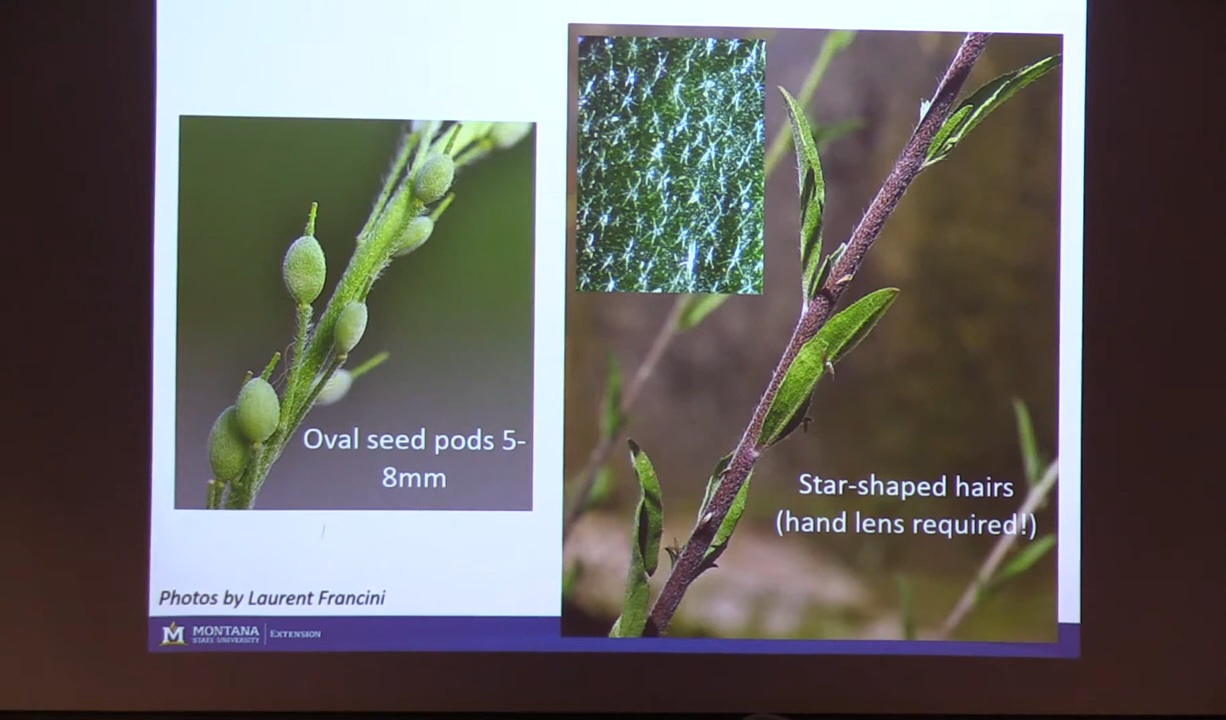 Oval seed pods 5-
8mm
Star-shaped hairs
(hand lens required!)
Photos by Laurent Francini
M MONTANA
STATE UNIVERSITY
EXTENSION